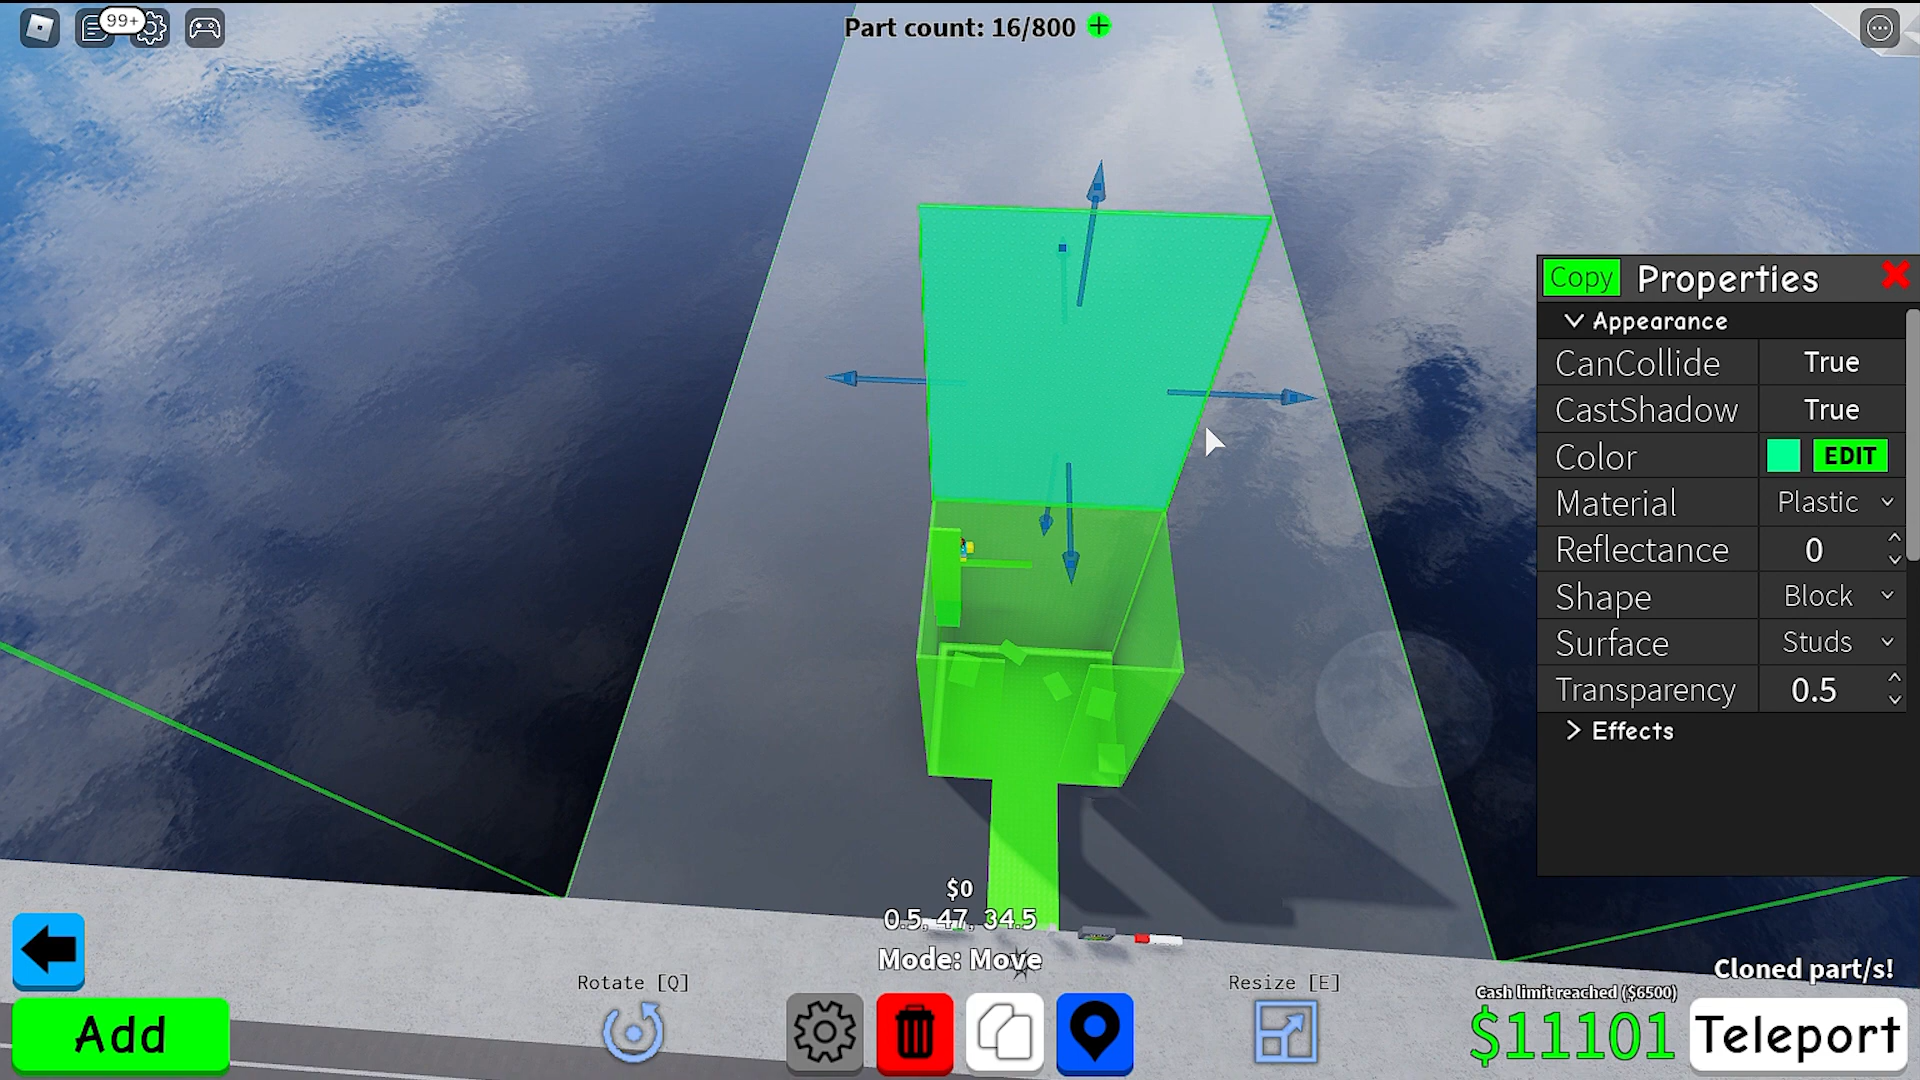 99+
Part count: 16/800 +
Copy Properties
Appearance
CanCollide True
CastShadow True
Color EDIT
Material Plastic
Reflectance 0
Shape Block
Surface Studs
Transparency 0.5
Effects
$0
0.5, 47, 34.5
Mode: Move
Rotate [Q]
Resize [E]
Cloned part/s!
Cash limit reached ($6500)
$11101
Add
Teleport